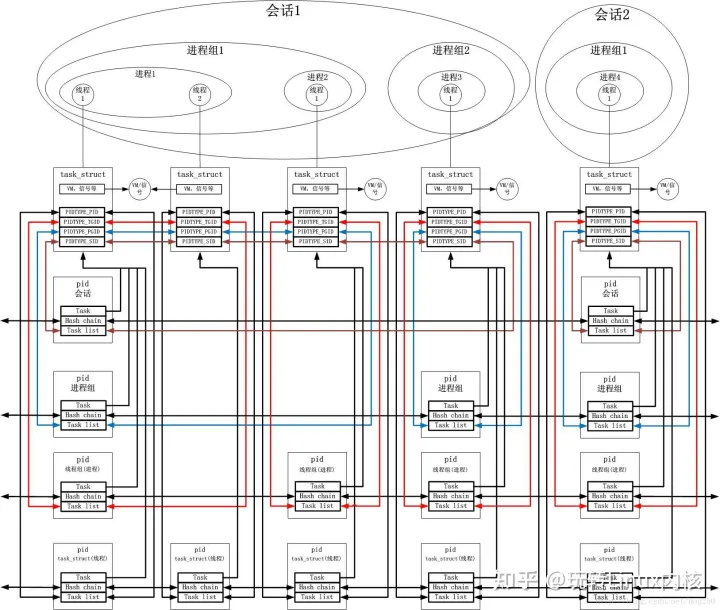 会话1
会话2
进程组1
进程组2
进程组1
进程1
进程2
进程3
进程4
线程
1
线程
2
线程
1
线程
1
线程
1
task_struct
task_struct
task_struct
task_struct
task_struct
VM，信号等
VM/信号
VM，信号等
VM，信号等
VM/信号
VM，信号等
VM/信号
VM，信号等
VM/信号
PIDTYPE_PID
PIDTYPE_TGID
PIDTYPE_PGID
PIDTYPE_SID
PIDTYPE_PID
PIDTYPE_TGID
PIDTYPE_PGID
PIDTYPE_SID
PIDTYPE_PID
PIDTYPE_TGID
PIDTYPE_PGID
PIDTYPE_SID
PIDTYPE_PID
PIDTYPE_TGID
PIDTYPE_PGID
PIDTYPE_SID
PIDTYPE_PID
PIDTYPE_TGID
PIDTYPE_PGID
PIDTYPE_SID
pid
会话
Task
Hash chain
Task list
pid
会话
Task
Hash chain
Task list
pid
进程组
Task
Hash chain
Task list
pid
进程组
Task
Hash chain
Task list
pid
进程组
Task
Hash chain
Task list
pid
线程组(进程)
Task
Hash chain
Task list
pid
线程组(进程)
Task
Hash chain
Task list
pid
线程组(进程)
Task
Hash chain
Task list
pid
线程组(进程)
Task
Hash chain
Task list
pid
task_struct(线程)
Task
Hash chain
Task list
pid
task_struct(线程)
Task
Hash chain
Task list
pid
task_struct(线程)
Task
Hash chain
Task list
pid
task_struct(线程)
Task
Hash chain
Task list
pid
task_struct(线程)
Task
Hash chain
Task list
知乎 @玩转Linux内核